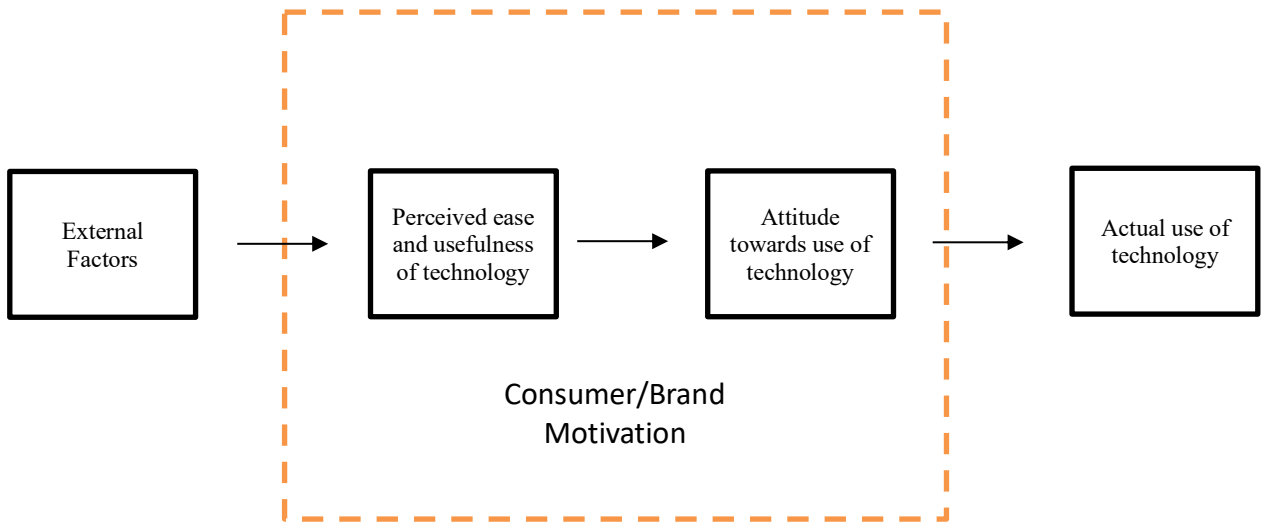 External
Factors
Perceived ease
and usefulness
of technology
Attitude
towards use of
technology
Actual use of
technology
Consumer/Brand
Motivation